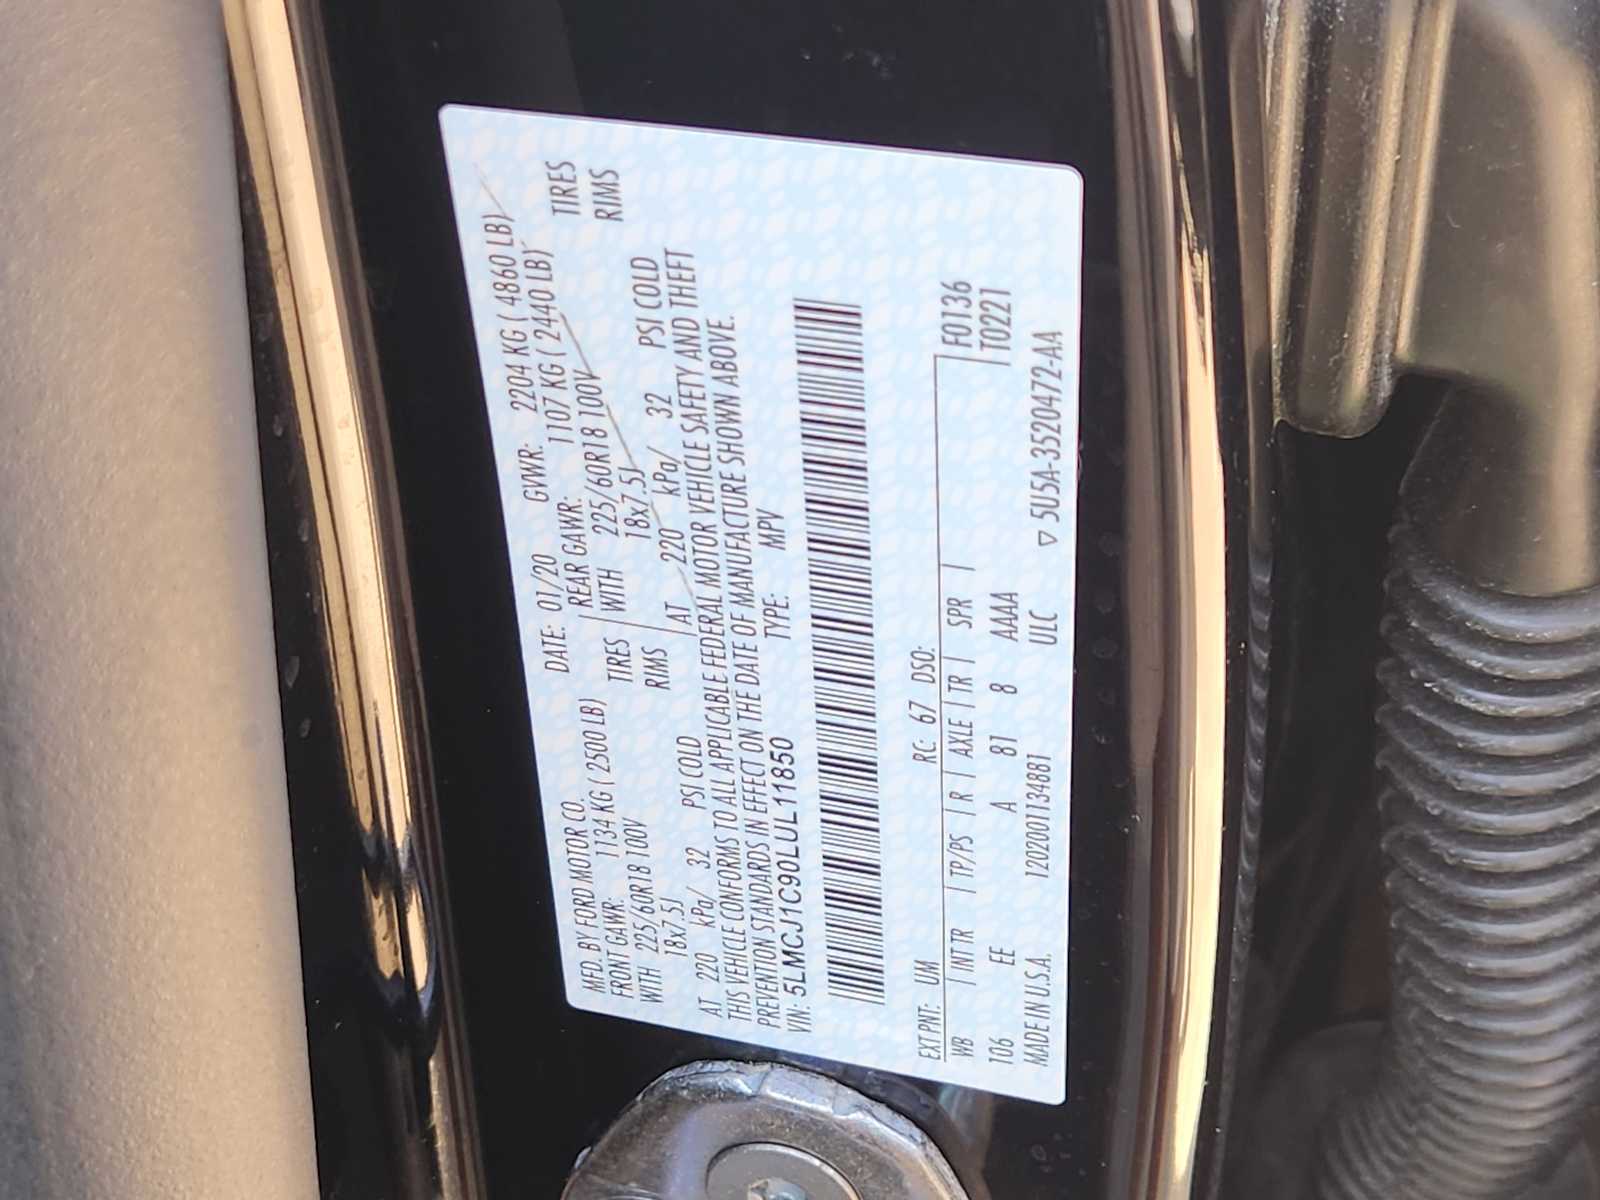 MFD. BY FORD MOTOR CO. DATE: 01/20 GVWR: 2204 KG ( 4860 LB)
FRONT GAWR: 1134 KG ( 2500 LB) REAR GAWR: 1107 KG ( 2440 LB)
WITH 225/60R18 100V TIRES WITH 225/60R18 100V TIRES
18x7.5J RIMS 18x7.5J RIMS
AT 220 kPa/ 32 PSI COLD AT 220 kPa/ 32 PSI COLD
THIS VEHICLE CONFORMS TO ALL APPLICABLE FEDERAL MOTOR VEHICLE SAFETY AND THEFT
PREVENTION STANDARDS IN EFFECT ON THE DATE OF MANUFACTURE SHOWN ABOVE.
VIN: 5LMCJ1C90LUL11850 TYPE: MPV
EXT PNT: UM RC: 67 DSO: F0136
WB INT TR TP/PS R AXLE TR SPR T0221
106 EE A 81 8 AAAA
MADE IN U.S.A. 120200113488 1 ULC ▽ 5U5A-3520472-AA